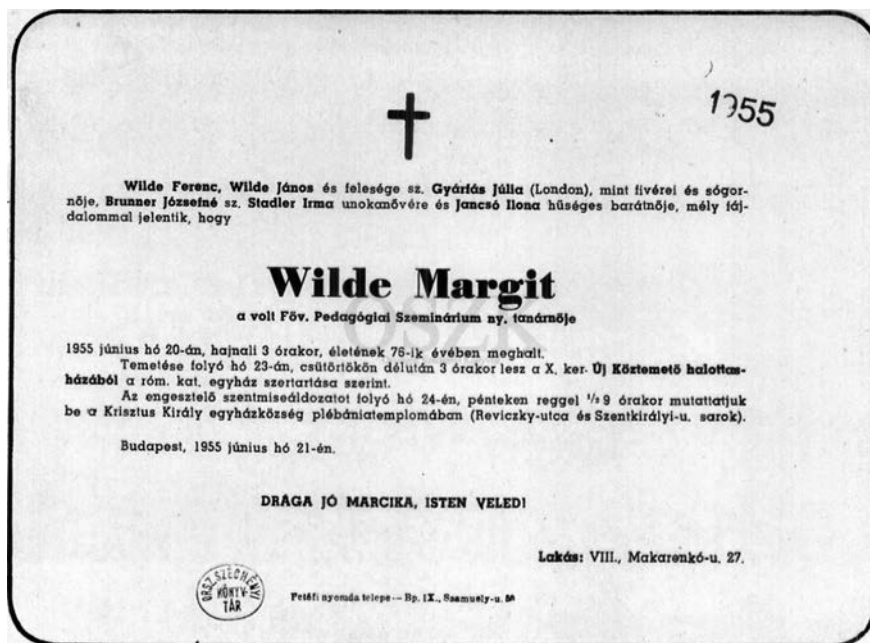 1955
Wilde Ferenc, Wilde János és felesége sz. Gyárfás Júlia (London), mint fivérei és sógor-
nője, Brunner Józsefné sz. Stadler Irma unokanővére és Jancsó Ilona hűséges barátnője, mély fáj-
dalommal jelentik, hogy
Wilde Margit
OSZK
a volt Föv. Pedagógiai Szeminárium ny. tanárnője
1955 június hó 20-án, hajnali 3 órakor, életének 76-ik évében meghalt.
Temetése folyó hó 23-án, csütörtökön délután 3 órakor lesz a X. ker. Új Köztemető halottas-
házából a róm. kat. egyház szertartása szerint.
Az engesztelő szentmiseáldozatot folyó hó 24-én, pénteken reggel 1/2 9 órakor mutattatjuk
be a Krisztus Király egyházközség plébániatemplomában (Reviczky-utca és Szentkirályi-u. sarok).
Budapest, 1955 június hó 21-én.
DRÁGA JÓ MARCIKA, ISTEN VELED!
Lakás: VIII., Makarenkó-u. 27.
ORSZ. SZÉCHÉNYI
KÖNYV-
TÁR
Petőfi nyomda telepe — Bp. IX., Szamuely-u.